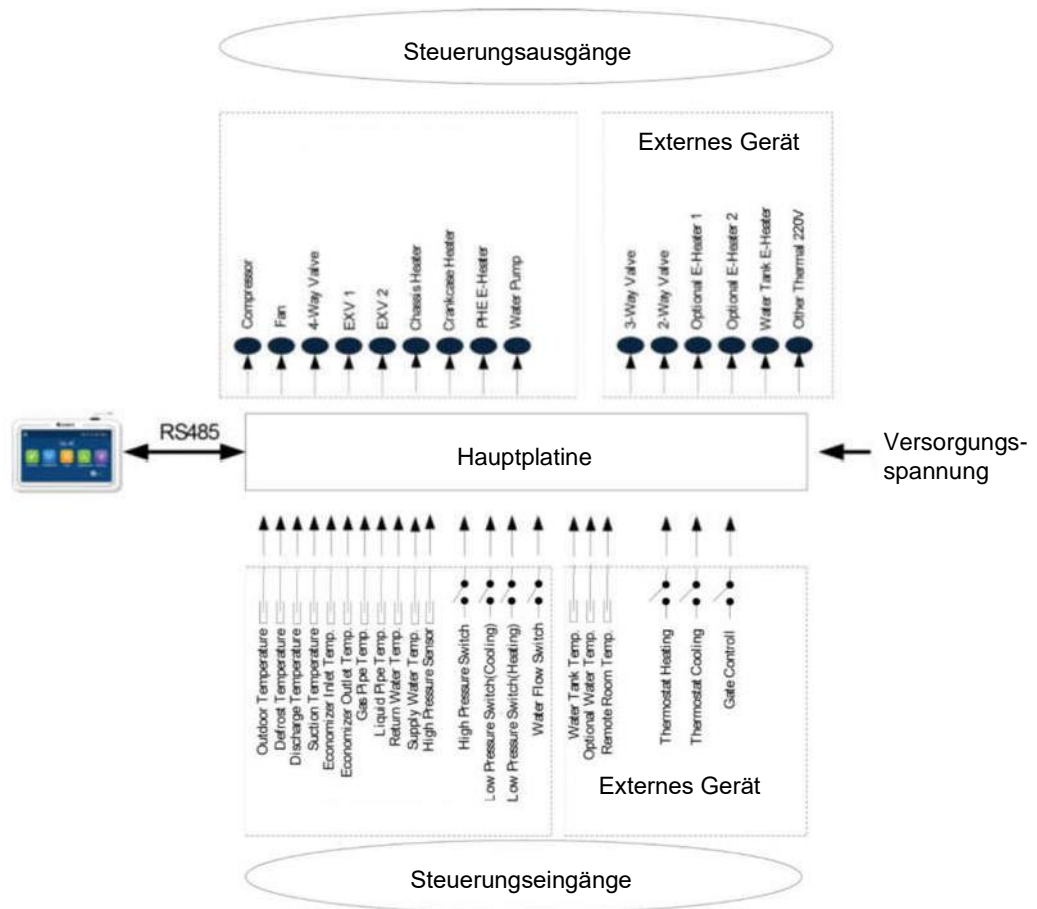 Steuerungsausgänge
Externes Gerät
Compressor
Fan
4-Way Valve
EXV 1
EXV 2
Chassis Heater
Crankcase Heater
PHE E-Heater
Water Pump
3-Way Valve
2-Way Valve
Optional E-Heater 1
Optional E-Heater 2
Water Tank E-Heater
Other Thermal 220V
RS485
Hauptplatine
Versorgungs-
spannung
Outdoor Temperature
Defrost Temperature
Discharge Temperature
Suction Temperature
Economizer Inlet Temp.
Economizer Outlet Temp.
Gas Pipe Temp.
Liquid Pipe Temp.
Return Water Temp.
Supply Water Temp.
High Pressure Sensor
High Pressure Switch
Low Pressure Switch(Cooling)
Low Pressure Switch(Heating)
Water Flow Switch
Water Tank Temp.
Optional Water Temp.
Remote Room Temp.
Thermostat Heating
Thermostat Cooling
Gate Controll
Externes Gerät
Steuerungseingänge